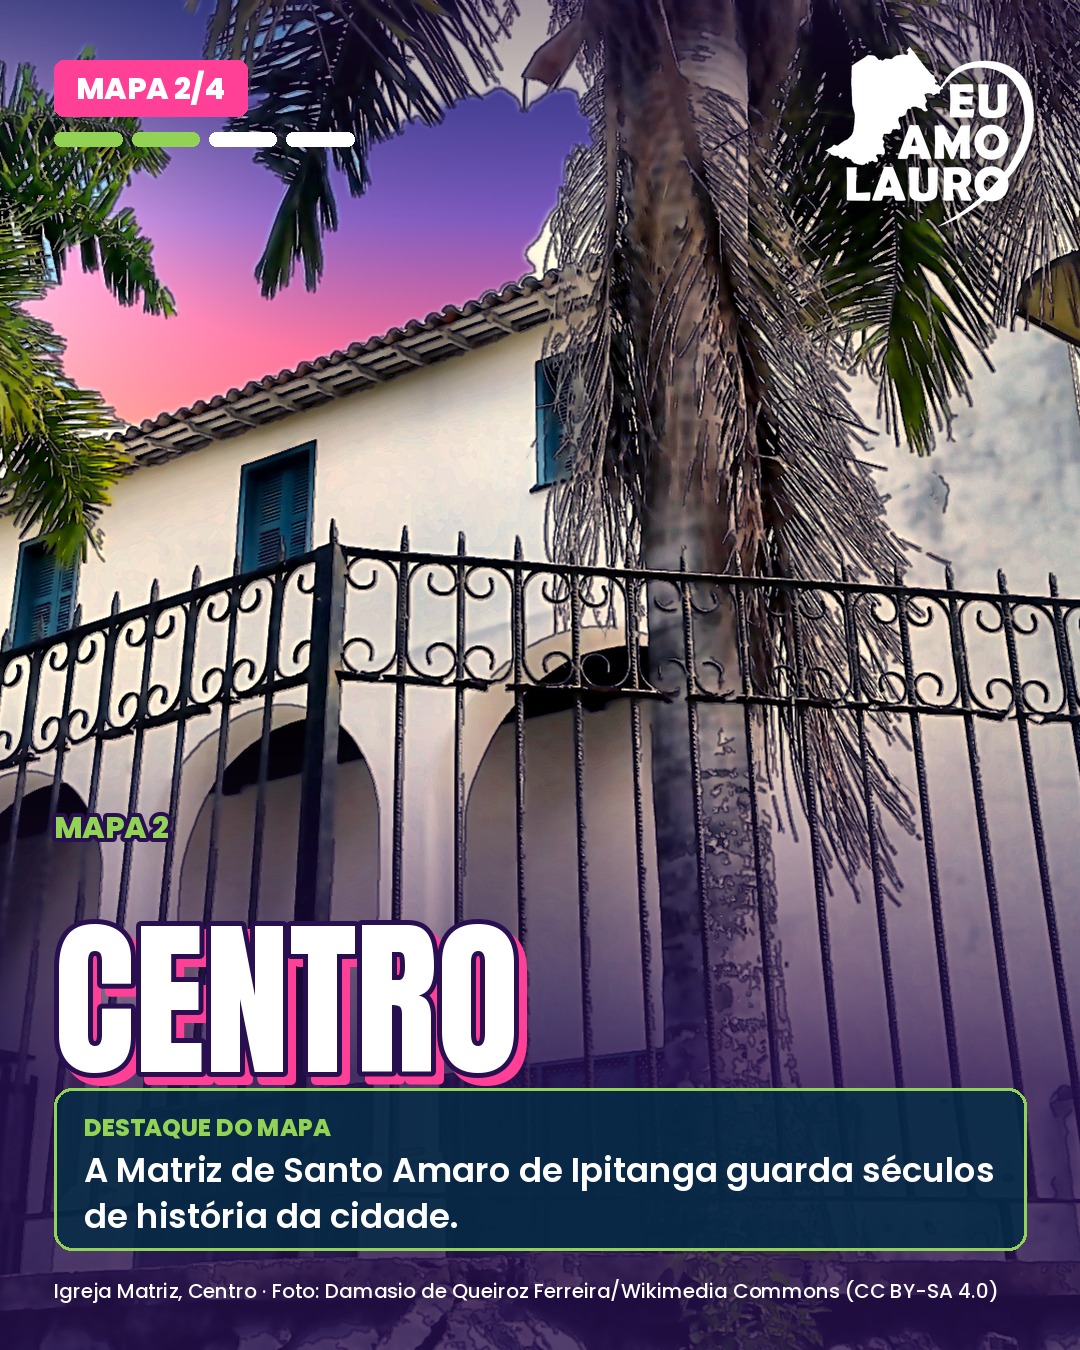 MAPA 2/4
EU
AMO
LAURO
MAPA 2
CENTRO
DESTAQUE DO MAPA
A Matriz de Santo Amaro de Ipitanga guarda séculos
de história da cidade.
Igreja Matriz, Centro · Foto: Damasio de Queiroz Ferreira/Wikimedia Commons (CC BY-SA 4.0)